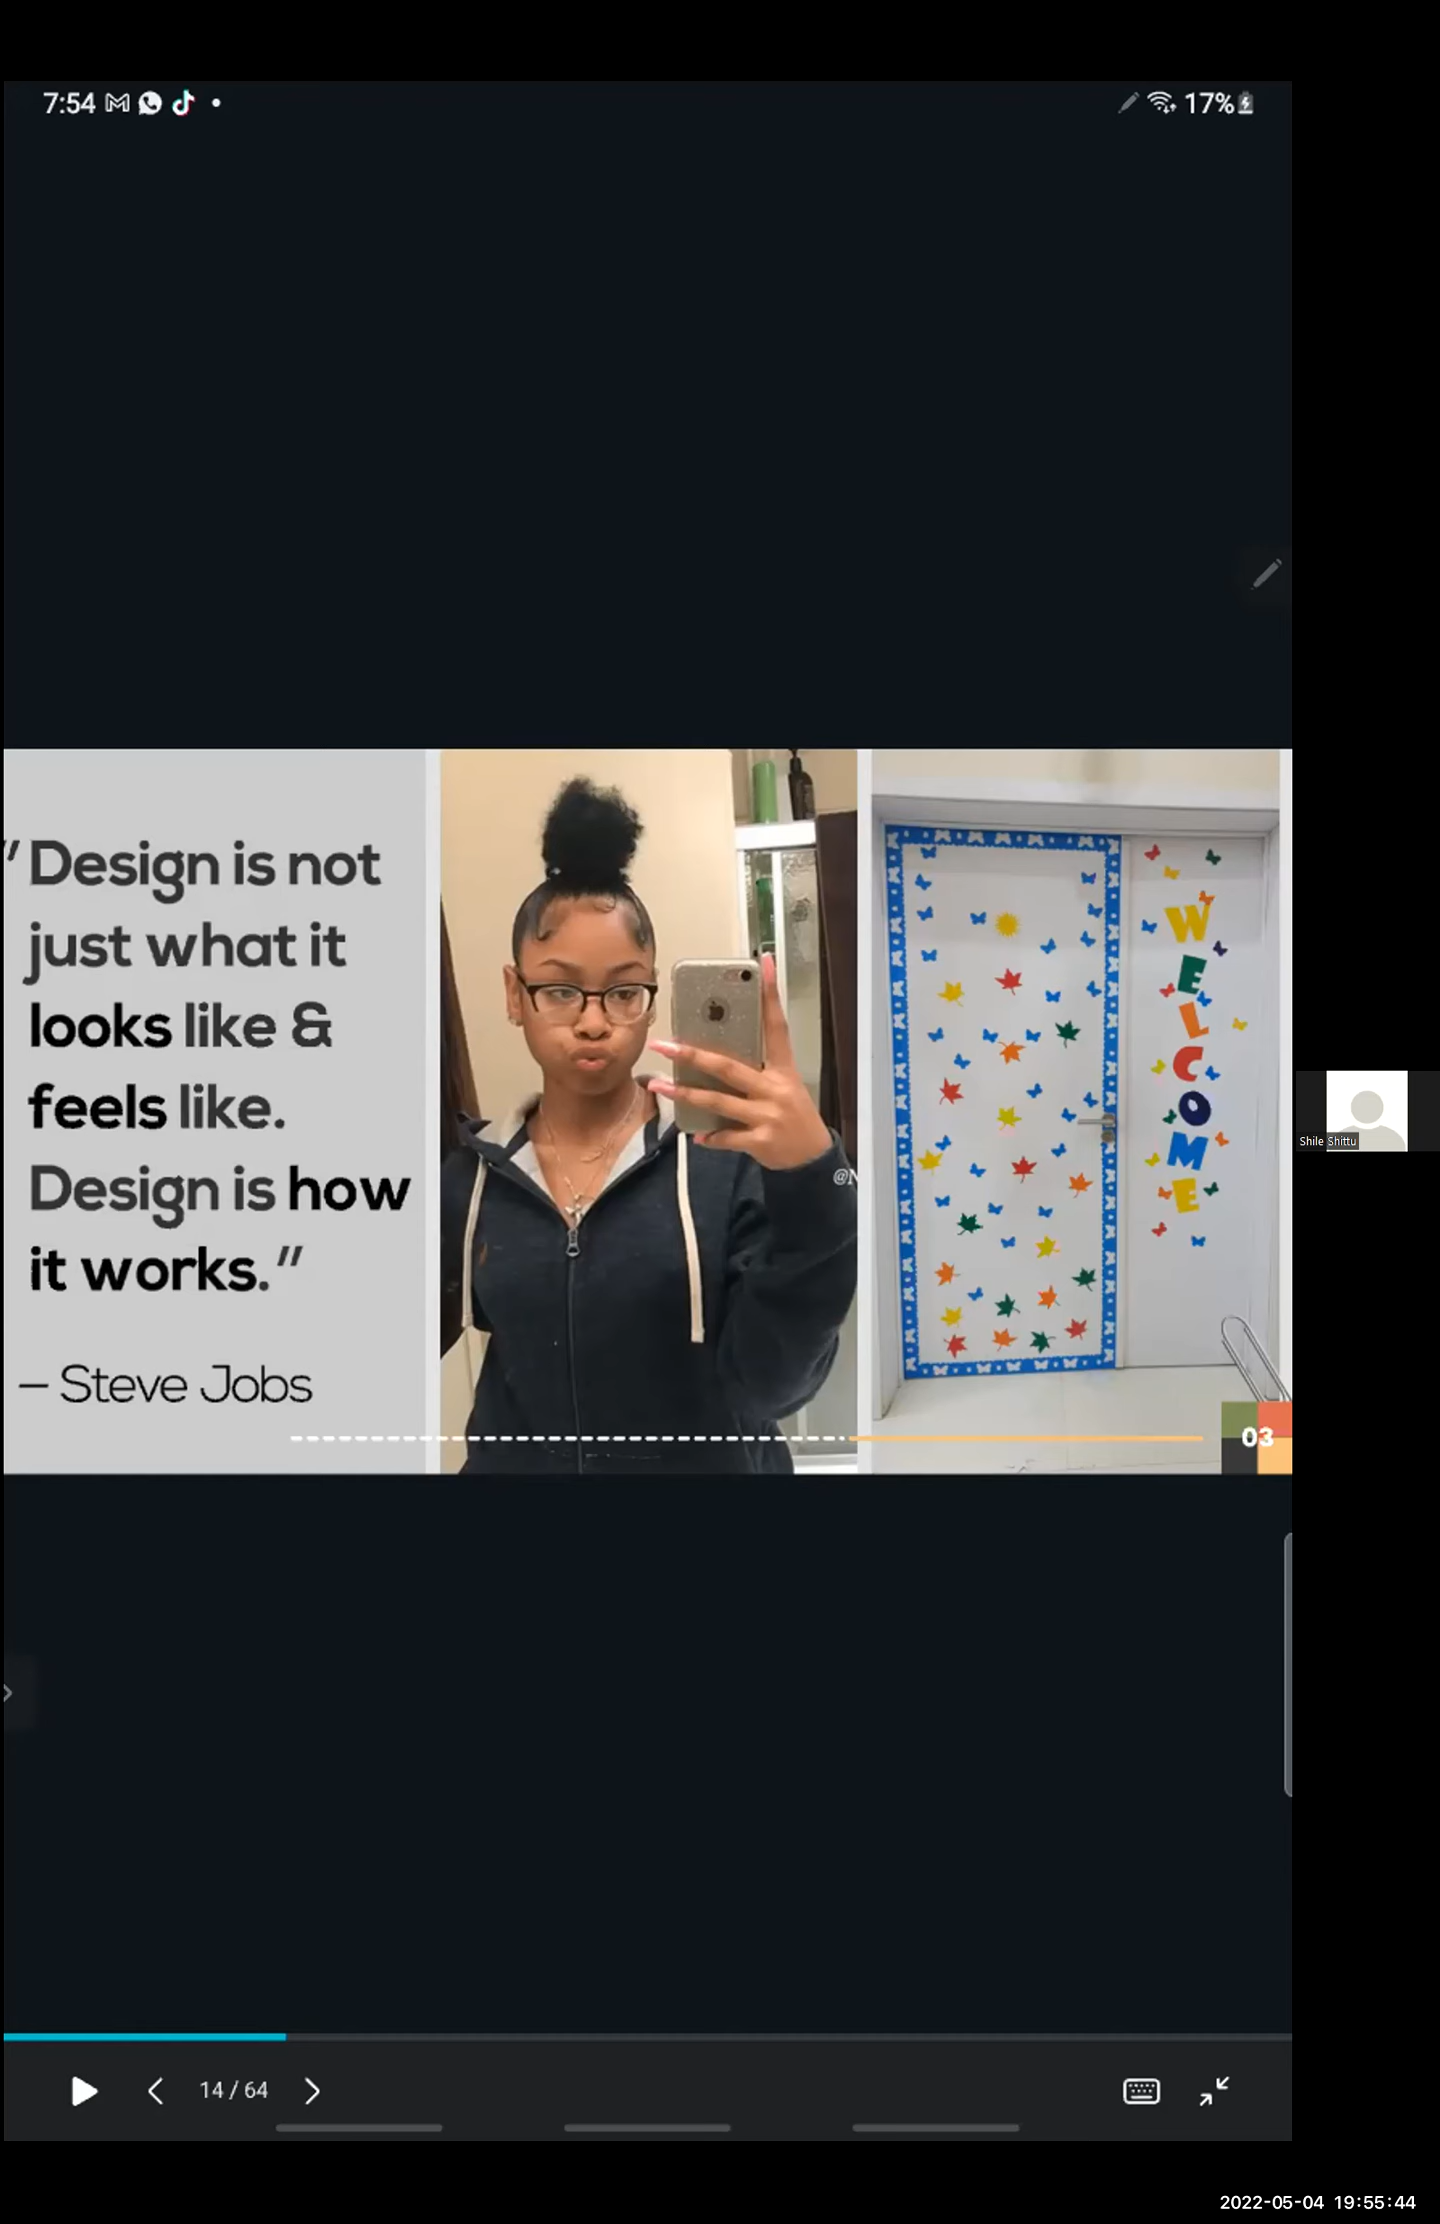 7:54
17%
“Design is not
just what it
looks like &
feels like.
Design is how
it works.”
– Steve Jobs
@N
W
E
L
C
O
M
E
03
Shile Shittu
14 / 64
2022-05-04 19:55:44